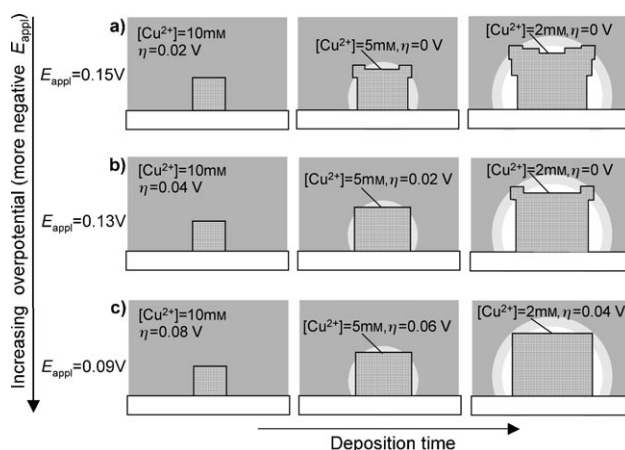 Increasing overpotential (more negative E_appl)
a)
E_appl=0.15V
[Cu²⁺]=10mM
η=0.02 V
[Cu²⁺]=5mM, η=0 V
[Cu²⁺]=2mM, η=0 V
b)
E_appl=0.13V
[Cu²⁺]=10mM
η=0.04 V
[Cu²⁺]=5mM, η=0.02 V
[Cu²⁺]=2mM, η=0 V
c)
E_appl=0.09V
[Cu²⁺]=10mM
η=0.08 V
[Cu²⁺]=5mM, η=0.06 V
[Cu²⁺]=2mM, η=0.04 V
Deposition time